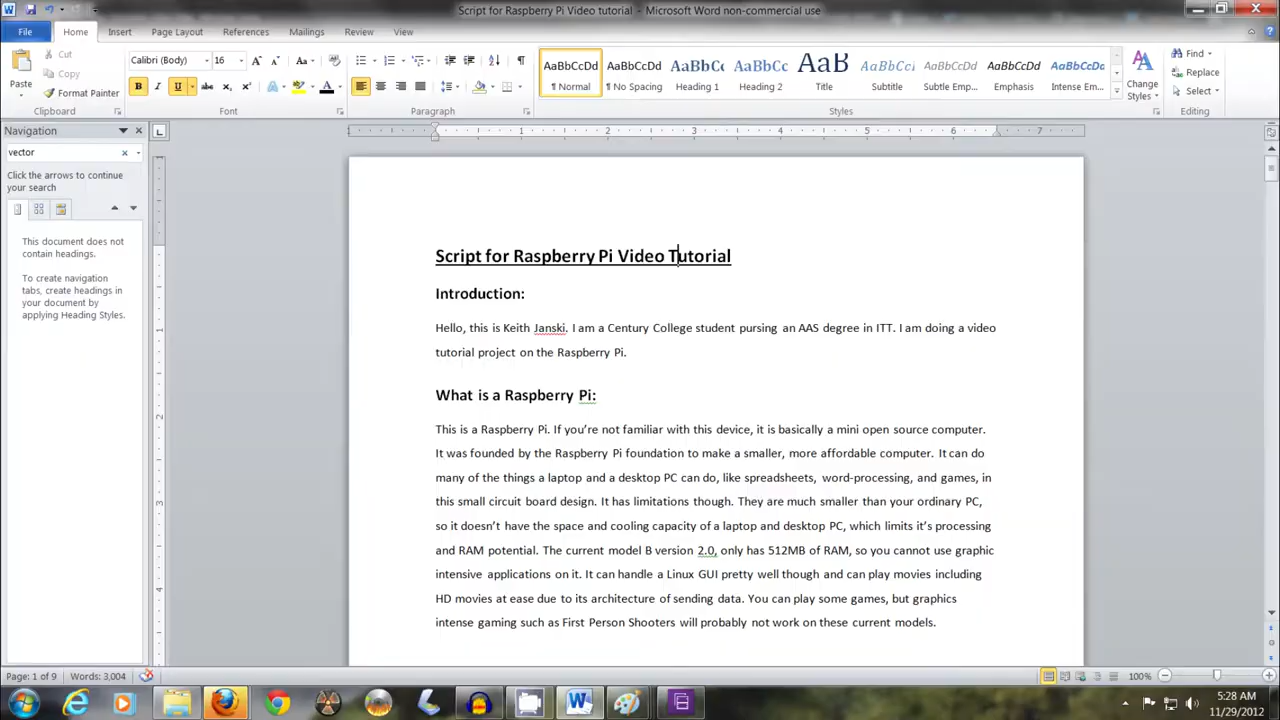 Script for Raspberry Pi Video tutorial - Microsoft Word non-commercial use
File Home Insert Page Layout References Mailings Review View
Paste
Cut
Copy
Format Painter
Clipboard
Calibri (Body) 16
Font
Paragraph
AaBbCcDd AaBbCcDd AaBbCc AaBbCc AaB AaBbCcI AaBbCcDd AaBbCcDd AaBbCcDd
¶ Normal ¶ No Spacing Heading 1 Heading 2 Title Subtitle Subtle Emp... Emphasis Intense Em...
Styles
Change
Styles
Find
Replace
Select
Editing
Navigation
vector
Click the arrows to continue
your search
This document does not
contain headings.
To create navigation
tabs, create headings in
your document by
applying Heading Styles.
1 2 3 4 5 6 7
1
2
3
4
Script for Raspberry Pi Video Tutorial
Introduction:
Hello, this is Keith Janski. I am a Century College student pursing an AAS degree in ITT. I am doing a video
tutorial project on the Raspberry Pi.
What is a Raspberry Pi:
This is a Raspberry Pi. If you’re not familiar with this device, it is basically a mini open source computer.
It was founded by the Raspberry Pi foundation to make a smaller, more affordable computer. It can do
many of the things a laptop and a desktop PC can do, like spreadsheets, word-processing, and games, in
this small circuit board design. It has limitations though. They are much smaller than your ordinary PC,
so it doesn’t have the space and cooling capacity of a laptop and desktop PC, which limits it’s processing
and RAM potential. The current model B version 2.0, only has 512MB of RAM, so you cannot use graphic
intensive applications on it. It can handle a Linux GUI pretty well though and can play movies including
HD movies at ease due to its architecture of sending data. You can play some games, but graphics
intense gaming such as First Person Shooters will probably not work on these current models.
Page: 1 of 9 Words: 3,004
100%
5:28 AM
11/29/2012